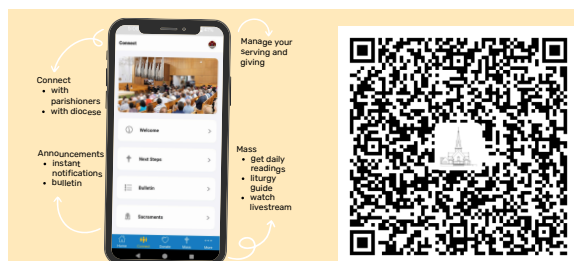 Connect
Welcome
Next Steps
Bulletin
Sacraments
Home
Connect
Mass
More
Connect
• with
parishioners
• with diocese
Announcements
• instant
notifications
• bulletin
Manage your
serving and
giving
Mass
• get daily
readings
• liturgy
guide
• watch
livestream